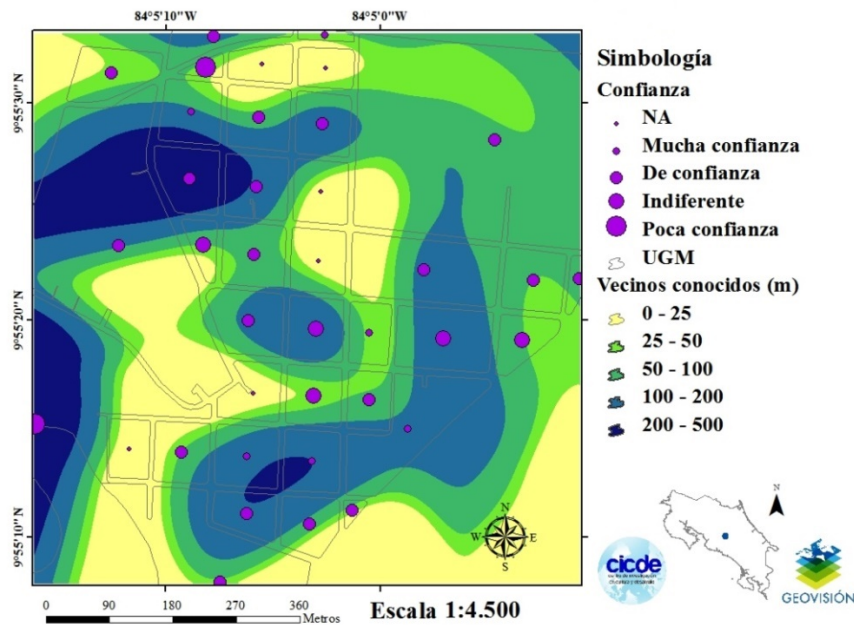 84°5'10"W
84°5'0"W
9°55'30"N
9°55'20"N
9°55'10"N
Simbología
Confianza
NA
Mucha confianza
De confianza
Indiferente
Poca confianza
UGM
Vecinos conocidos (m)
0 - 25
25 - 50
50 - 100
100 - 200
200 - 500
N
W
E
S
N
cicde
GEOVISIÓN
0
90
180
270
360
Metros
Escala 1:4.500